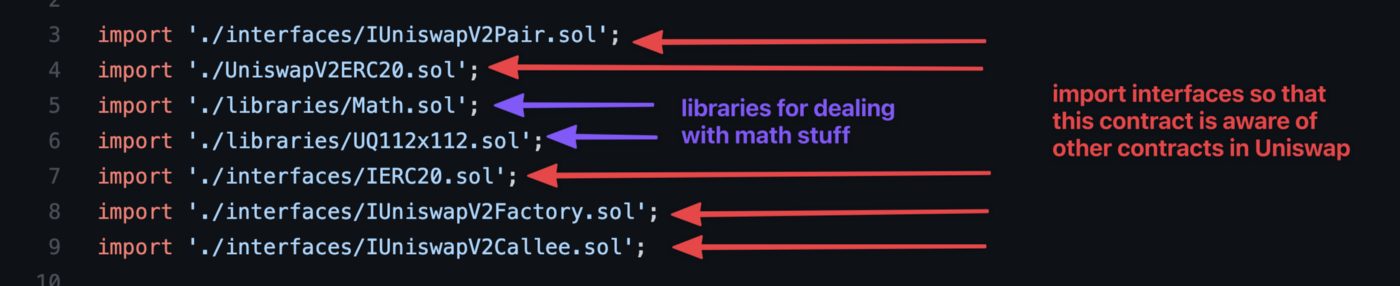 2
3 import './interfaces/IUniswapV2Pair.sol';
4 import './UniswapV2ERC20.sol';
5 import './libraries/Math.sol';
6 import './libraries/UQ112x112.sol';
7 import './interfaces/IERC20.sol';
8 import './interfaces/IUniswapV2Factory.sol';
9 import './interfaces/IUniswapV2Callee.sol';
10
libraries for dealing
with math stuff
import interfaces so that
this contract is aware of
other contracts in Uniswap